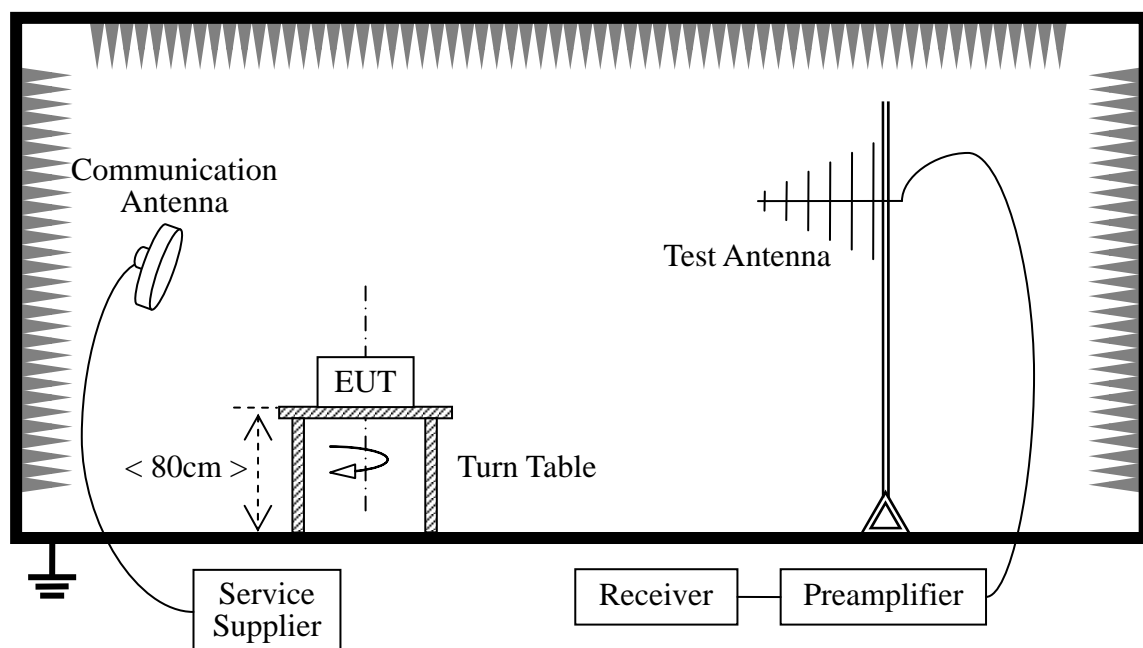 Communication
Antenna
Test Antenna
EUT
< 80cm >
Turn Table
Service
Supplier
Receiver
Preamplifier